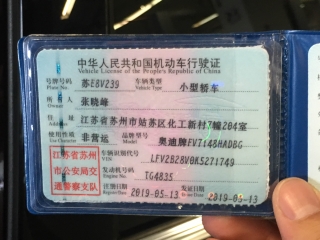 中华人民共和国机动车行驶证
Vehicle License of the People's Republic of China
号牌号码 苏E8V239 车辆类型 小型轿车
Plate No. Vehicle Type
所有人 张晓峰
Owner
住址 江苏省苏州市姑苏区化工新村7幢204室
Address
使用性质 非营运 品牌型号 奥迪牌FV7148HADBG
Use Character Model
江苏省苏州
市公安局交
通警察支队
车辆识别代号 LFV2B28V0K5271749
VIN
发动机号码 TG4835
Engine No.
注册日期 2019-05-13 发证日期 2019-05-13
Register Date Issue Date